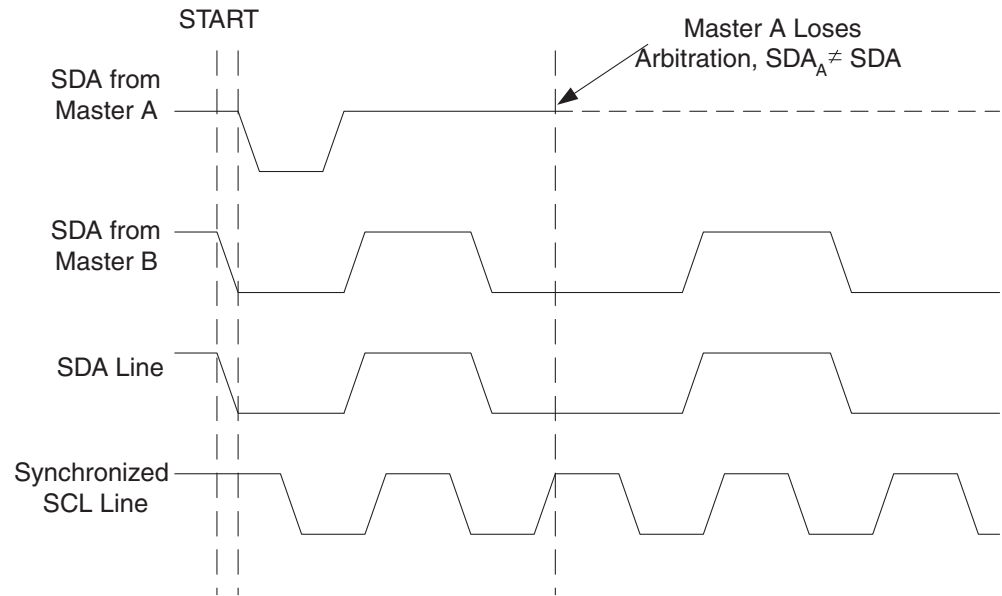 START
Master A Loses
Arbitration, SDA_A ≠ SDA
SDA from
Master A
SDA from
Master B
SDA Line
Synchronized
SCL Line